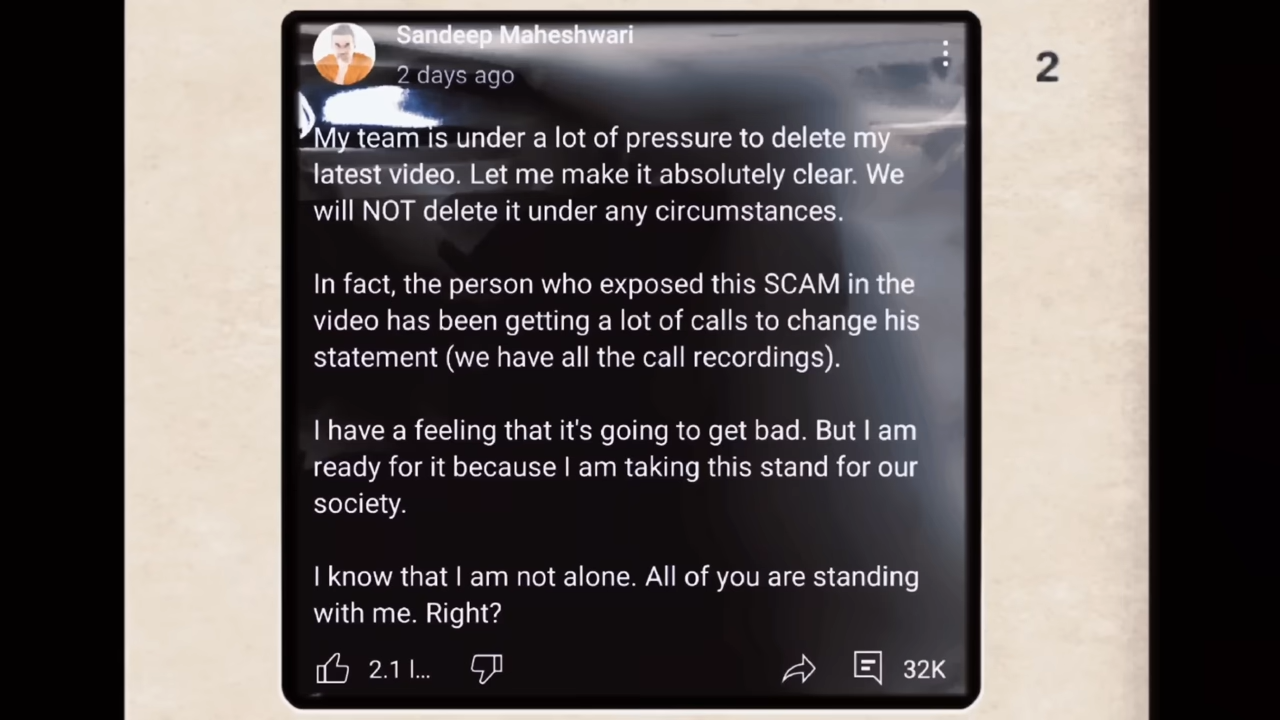 Sandeep Maheshwari
2 days ago
2
My team is under a lot of pressure to delete my
latest video. Let me make it absolutely clear. We
will NOT delete it under any circumstances.
In fact, the person who exposed this SCAM in the
video has been getting a lot of calls to change his
statement (we have all the call recordings).
I have a feeling that it's going to get bad. But I am
ready for it because I am taking this stand for our
society.
I know that I am not alone. All of you are standing
with me. Right?
2.1 l...
32K